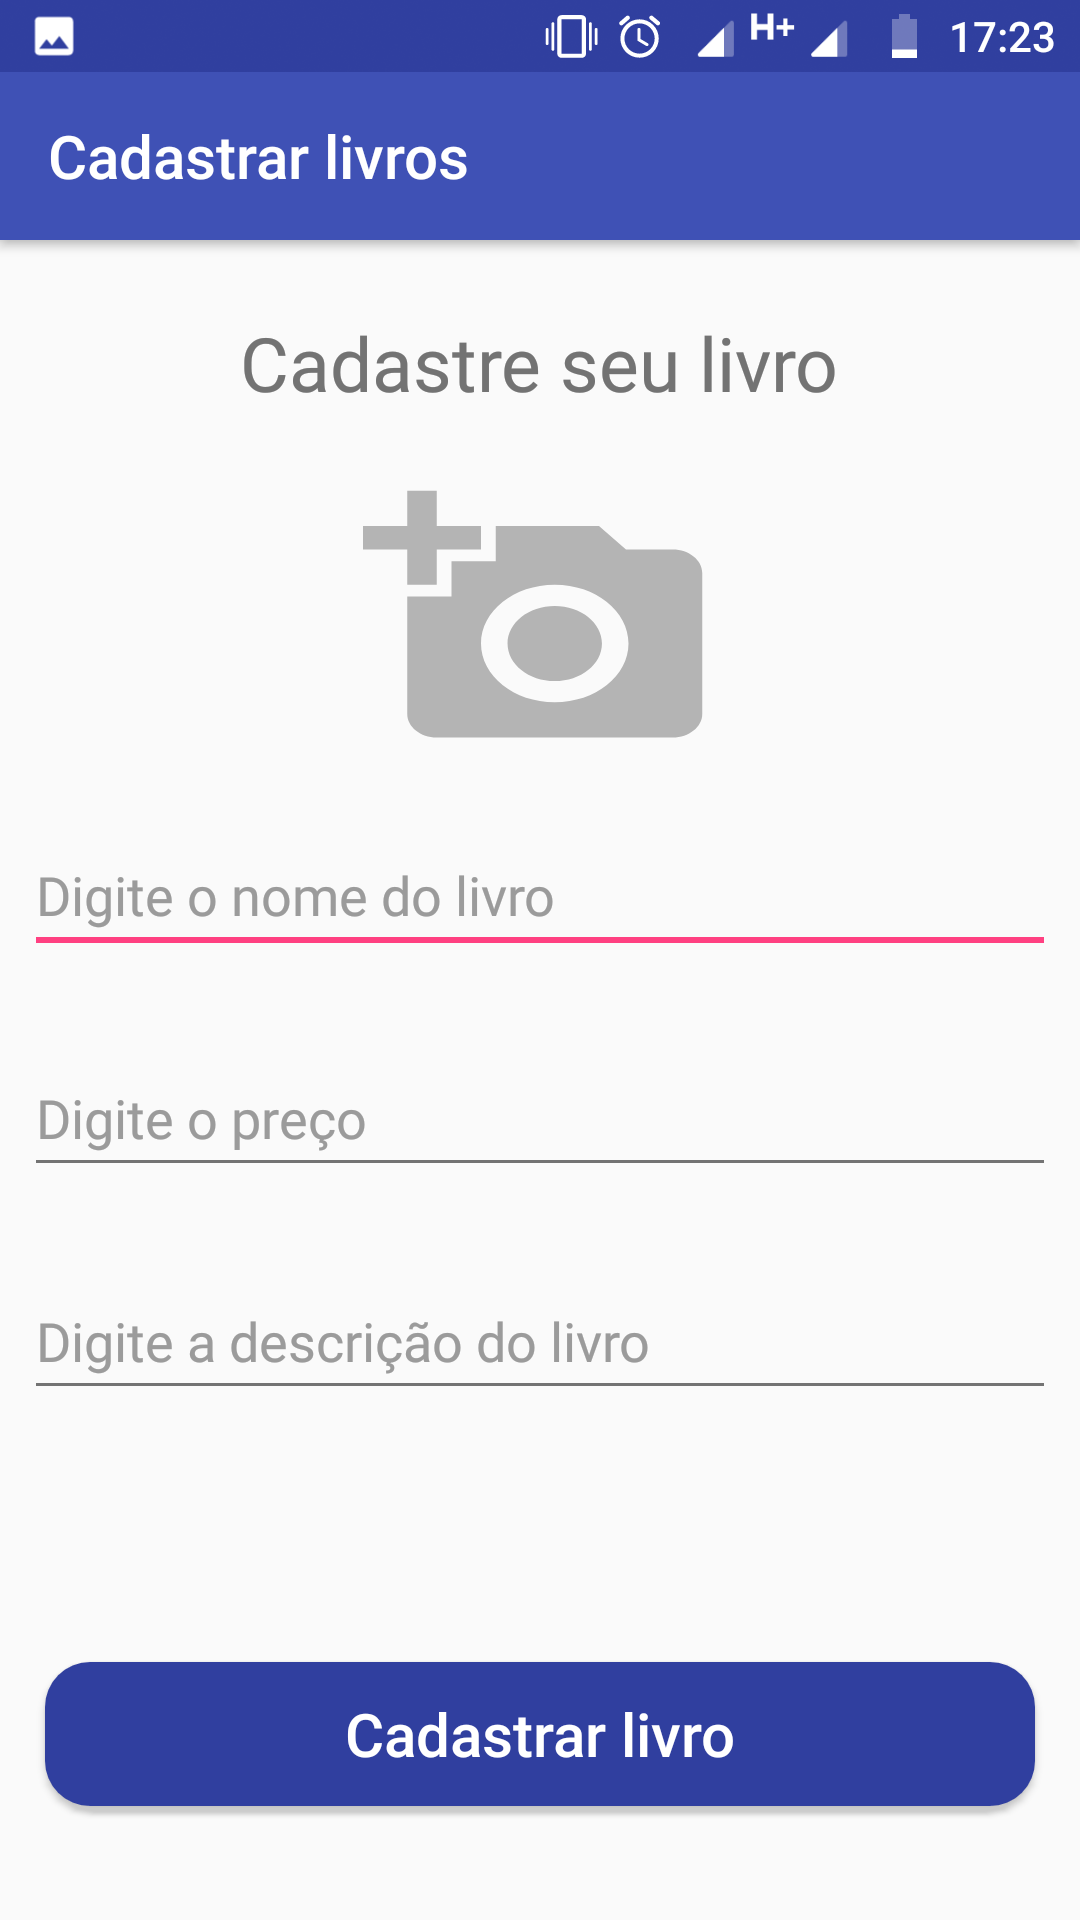 H+ 17:23
Cadastrar livros
Cadastre seu livro
Digite o nome do livro
Digite o preço
Digite a descrição do livro
Cadastrar livro